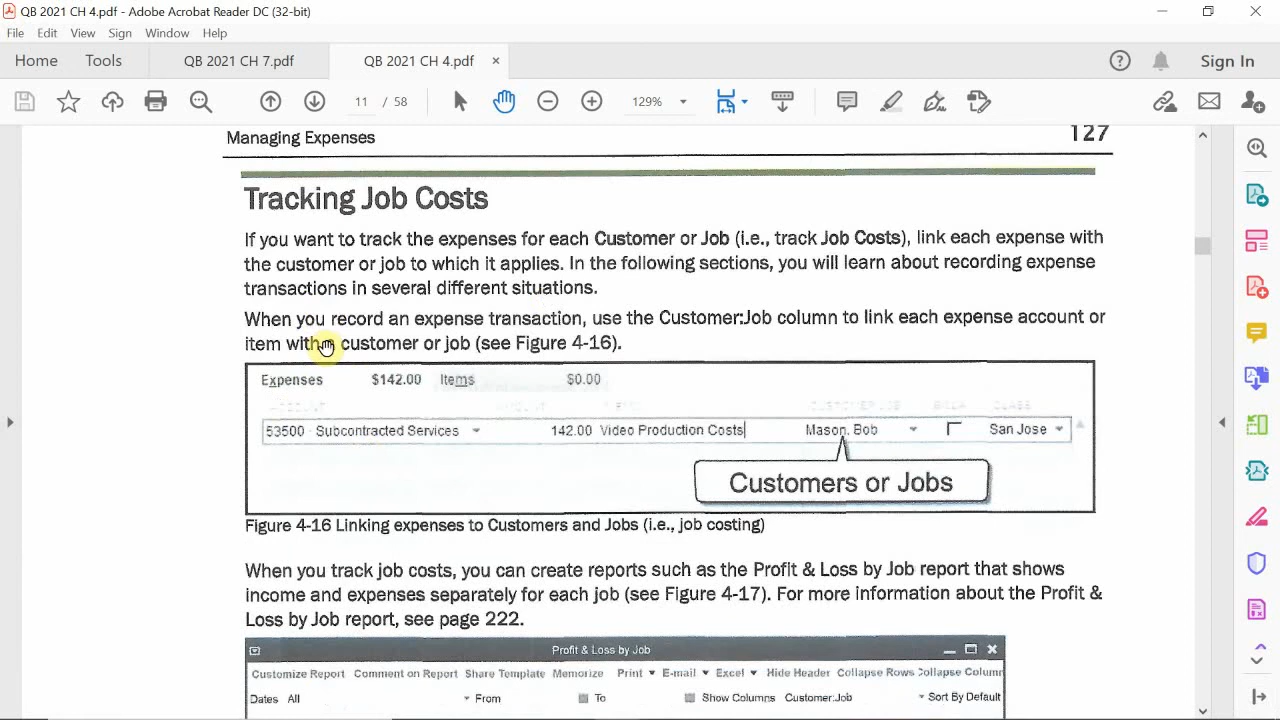 QB 2021 CH 4.pdf - Adobe Acrobat Reader DC (32-bit)
File Edit View Sign Window Help
Home Tools QB 2021 CH 7.pdf QB 2021 CH 4.pdf × Sign In
11 / 58 129%
Managing Expenses 127
Tracking Job Costs
If you want to track the expenses for each Customer or Job (i.e., track Job Costs), link each expense with
the customer or job to which it applies. In the following sections, you will learn about recording expense
transactions in several different situations.
When you record an expense transaction, use the Customer:Job column to link each expense account or
item with customer or job (see Figure 4-16).
Expenses $142.00 Items $0.00
ACCOUNT AMOUNT MEMO CUSTOMER:JOB CLASS
53500 · Subcontracted Services 142.00 Video Production Costs Mason, Bob San Jose
Customers or Jobs
Figure 4-16 Linking expenses to Customers and Jobs (i.e., job costing)
When you track job costs, you can create reports such as the Profit & Loss by Job report that shows
income and expenses separately for each job (see Figure 4-17). For more information about the Profit &
Loss by Job report, see page 222.
Profit & Loss by Job
Customize Report Comment on Report Share Template Memorize Print E-mail Excel Hide Header Collapse Rows Collapse Colum
Dates All From To Show Columns Customer:Job Sort By Default